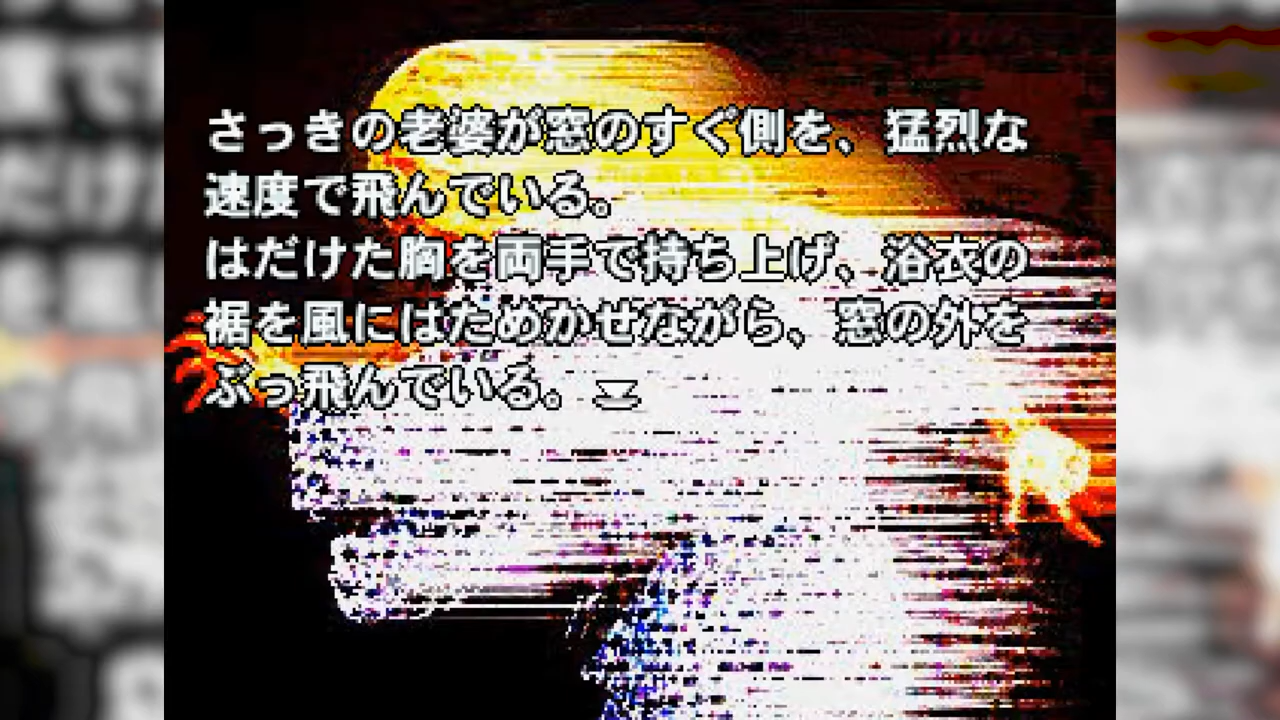 さっきの老婆が窓のすぐ側を、猛烈な
速度で飛んでいる。
はだけた胸を両手で持ち上げ、浴衣の
裾を風にはためかせながら、窓の外を
ぶっ飛んでいる。